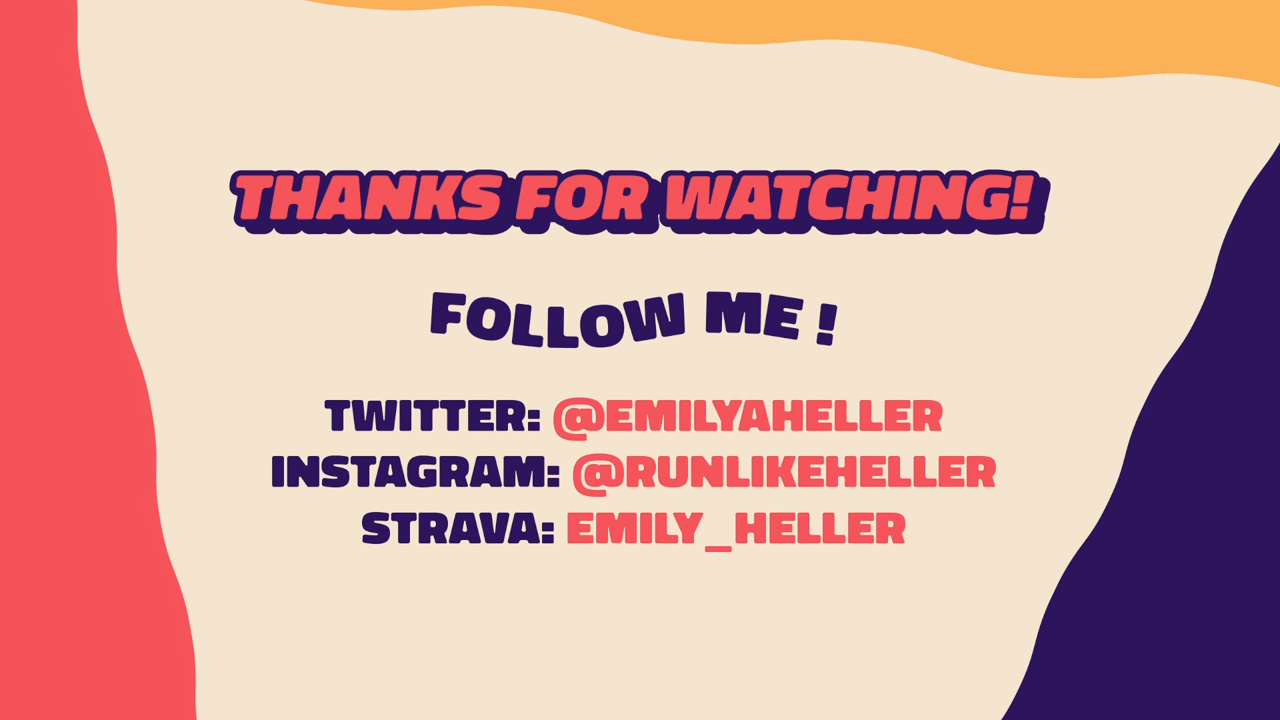 THANKS FOR WATCHING!
FOLLOW ME !
TWITTER: @EMILYAHELLER
INSTAGRAM: @RUNLIKEHELLER
STRAVA: EMILY_HELLER